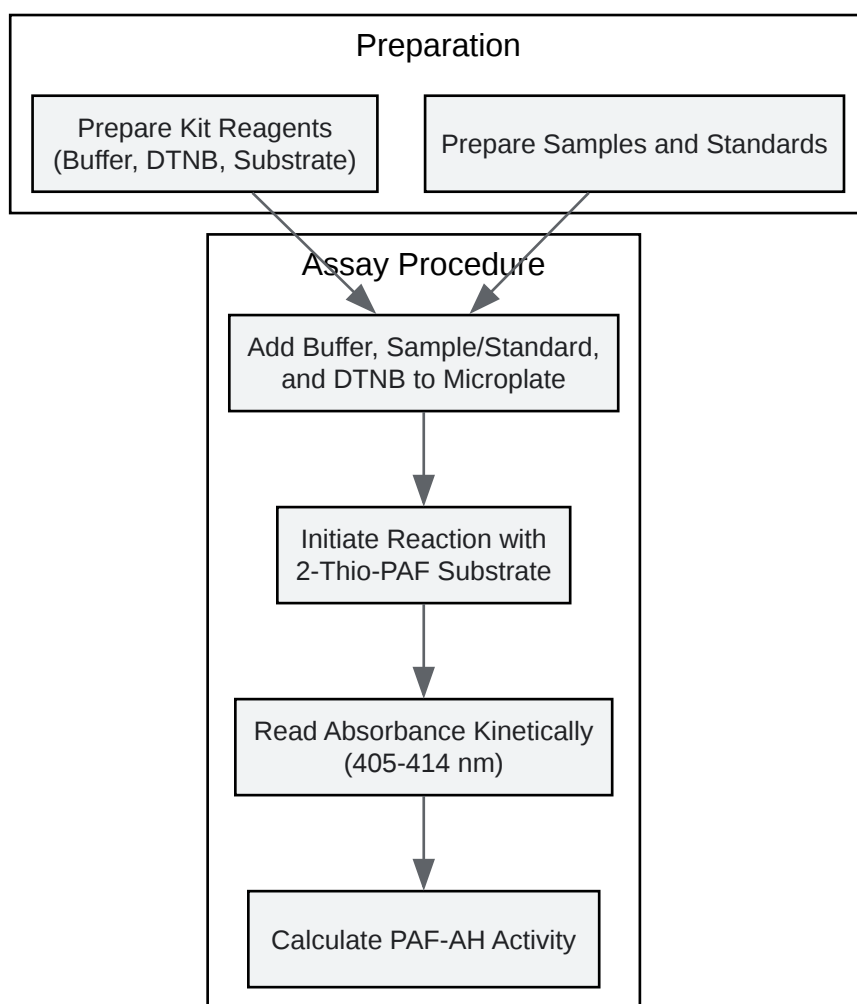 Preparation
Prepare Kit Reagents
(Buffer, DTNB, Substrate)
Prepare Samples and Standards
Assay Procedure
Add Buffer, Sample/Standard,
and DTNB to Microplate
Initiate Reaction with
2-Thio-PAF Substrate
Read Absorbance Kinetically
(405-414 nm)
Calculate PAF-AH Activity